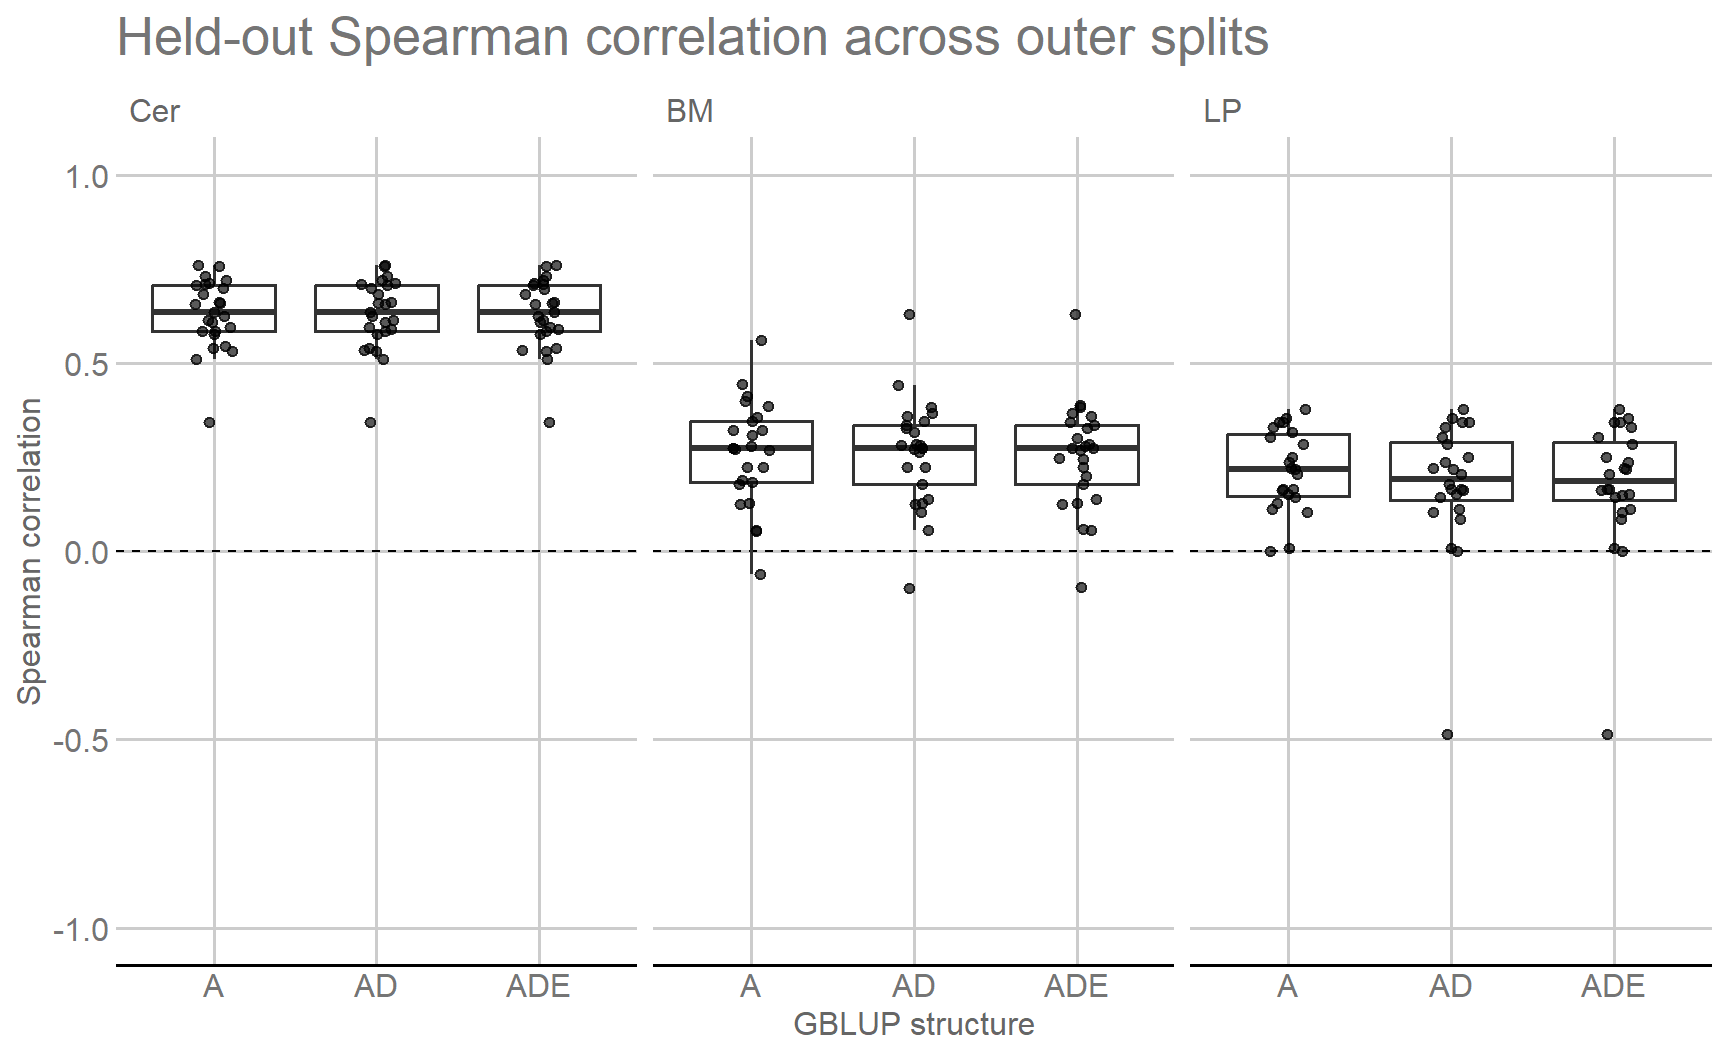 Held-out Spearman correlation across outer splits
Cer
BM
LP
Spearman correlation
1.0
0.5
0.0
-0.5
-1.0
A AD ADE A AD ADE A AD ADE
GBLUP structure